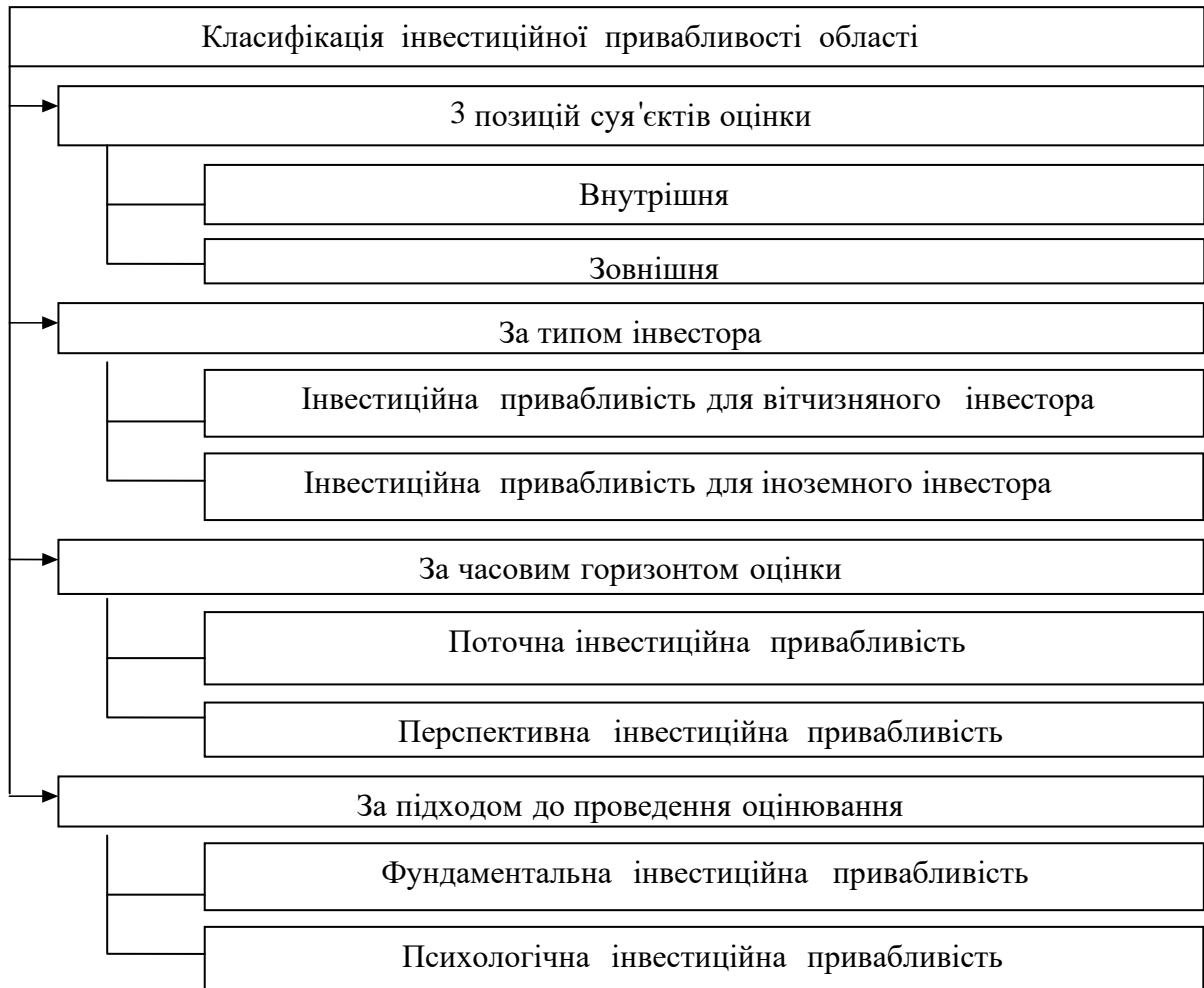 Класифікація інвестиційної привабливості області
З позицій суя'єктів оцінки
Внутрішня
Зовнішня
За типом інвестора
Інвестиційна привабливість для вітчизняного інвестора
Інвестиційна привабливість для іноземного інвестора
За часовим горизонтом оцінки
Поточна інвестиційна привабливість
Перспективна інвестиційна привабливість
За підходом до проведення оцінювання
Фундаментальна інвестиційна привабливість
Психологічна інвестиційна привабливість